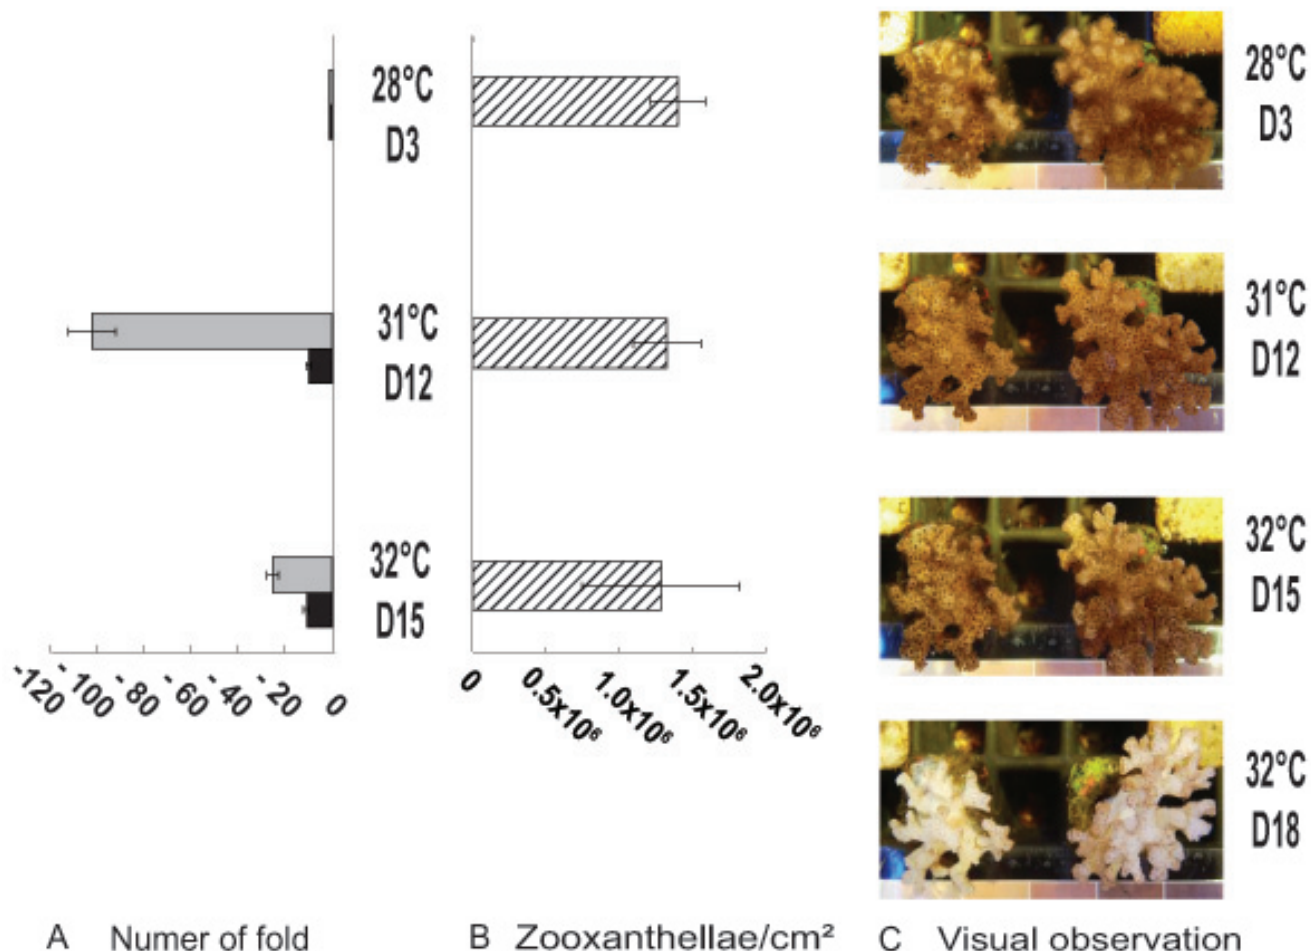 28°C
D3
31°C
D12
32°C
D15
-120
-100
-80
-60
-40
-20
0
A Numer of fold
0
0.5x10⁶
1.0x10⁶
1.5x10⁶
2.0x10⁶
B Zooxanthellae/cm²
28°C
D3
31°C
D12
32°C
D15
32°C
D18
C Visual observation